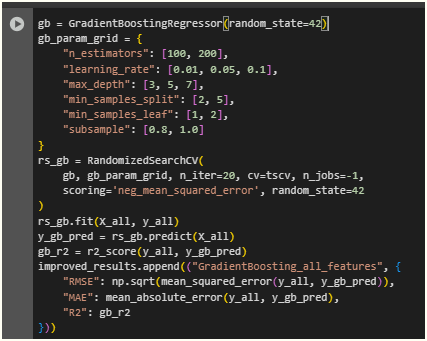 gb = GradientBoostingRegressor(random_state=42)
gb_param_grid = {
    "n_estimators": [100, 200],
    "learning_rate": [0.01, 0.05, 0.1],
    "max_depth": [3, 5, 7],
    "min_samples_split": [2, 5],
    "min_samples_leaf": [1, 2],
    "subsample": [0.8, 1.0]
}
rs_gb = RandomizedSearchCV(
    gb, gb_param_grid, n_iter=20, cv=tscv, n_jobs=-1,
    scoring='neg_mean_squared_error', random_state=42
)
rs_gb.fit(X_all, y_all)
y_gb_pred = rs_gb.predict(X_all)
gb_r2 = r2_score(y_all, y_gb_pred)
improved_results.append(("GradientBoosting_all_features", {
    "RMSE": np.sqrt(mean_squared_error(y_all, y_gb_pred)),
    "MAE": mean_absolute_error(y_all, y_gb_pred),
    "R2": gb_r2
}))